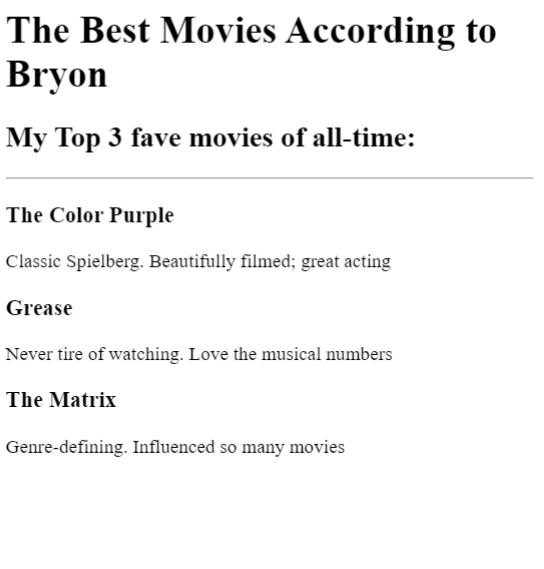 The Best Movies According to
Bryon
My Top 3 fave movies of all-time:
The Color Purple
Classic Spielberg. Beautifully filmed; great acting
Grease
Never tire of watching. Love the musical numbers
The Matrix
Genre-defining. Influenced so many movies